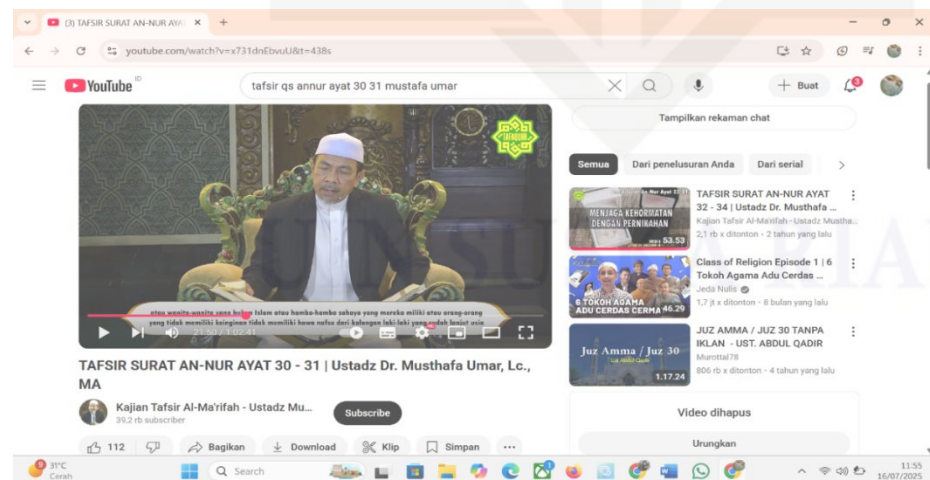 (3) TAFSIR SURAT AN-NUR AYA
youtube.com/watch?v=x731dnEbvuU&t=438s
YouTube ID
tafsir qs annur ayat 30 31 mustafa umar
Buat
3
TAFAQQUH
atau wanita-wanita yang bukan Islam atau hamba-hamba sahaya yang mereka miliki atau orang-orang
yang tidak memiliki keinginan tidak memiliki hawa nafsu dari kalangan laki-laki yang sudah lanjut usia
21:50 / 1:02:41
TAFSIR SURAT AN-NUR AYAT 30 - 31 | Ustadz Dr. Musthafa Umar, Lc.,
MA
Kajian Tafsir Al-Ma'rifah - Ustadz Mu...
39,2 rb subscriber
Subscribe
112
Bagikan
Download
Klip
Simpan
Tampilkan rekaman chat
Semua
Dari penelusuran Anda
Dari serial
MENJAGA KEHORMATAN
DENGAN PERNIKAHAN
53.53
TAFSIR SURAT AN-NUR AYAT
32 - 34 | Ustadz Dr. Musthafa ...
Kajian Tafsir Al-Ma'rifah - Ustadz Mustha...
2,1 rb x ditonton • 2 tahun yang lalu
6 TOKOH AGAMA
ADU CERDAS CERMA
46.29
Class of Religion Episode 1 | 6
Tokoh Agama Adu Cerdas ...
Jeda Nulis
1,7 jt x ditonton • 8 bulan yang lalu
Juz Amma / Juz 30
1.17.24
JUZ AMMA / JUZ 30 TANPA
IKLAN - UST. ABDUL QADIR
Murottal78
806 rb x ditonton • 4 tahun yang lalu
Video dihapus
Urungkan
31°C
Cerah
Search
11:55
16/07/2025